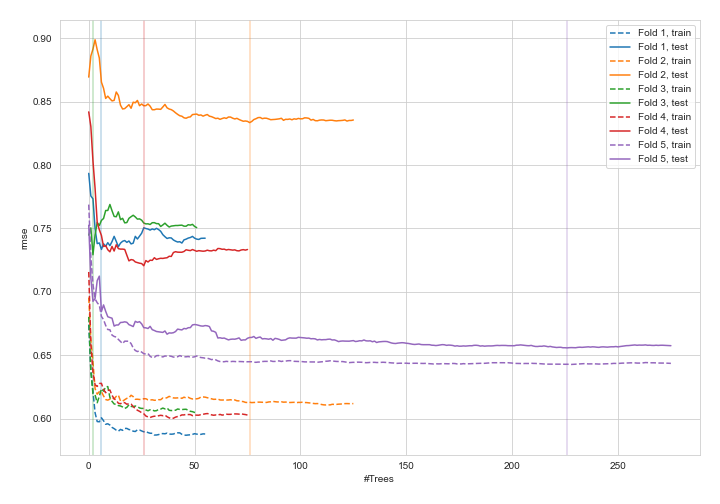 0.90
0.85
0.80
0.75
0.70
0.65
0.60
rmse
0
50
100
150
200
250
#Trees
Fold 1, train
Fold 1, test
Fold 2, train
Fold 2, test
Fold 3, train
Fold 3, test
Fold 4, train
Fold 4, test
Fold 5, train
Fold 5, test